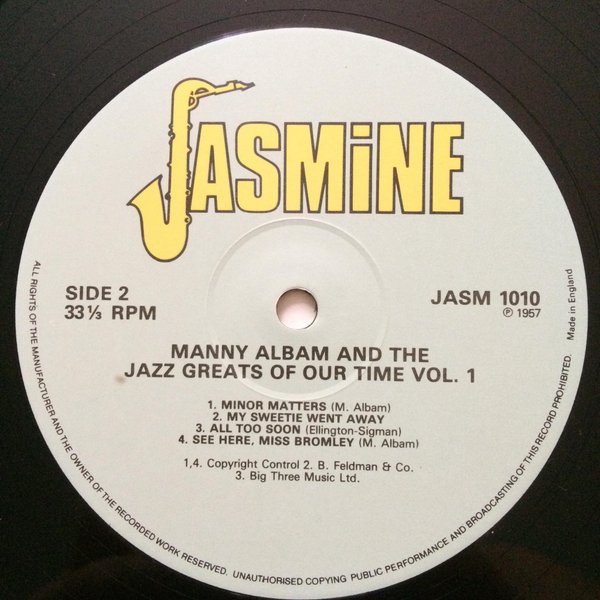 JASMiNE
SIDE 2
33⅓ RPM
JASM 1010
℗ 1957
Made in England
MANNY ALBAM AND THE
JAZZ GREATS OF OUR TIME VOL. 1
1. MINOR MATTERS (M. Albam)
2. MY SWEETIE WENT AWAY
3. ALL TOO SOON (Ellington-Sigman)
4. SEE HERE, MISS BROMLEY (M. Albam)
1,4. Copyright Control 2. B. Feldman & Co.
3. Big Three Music Ltd.
ALL RIGHTS OF THE MANUFACTURER AND THE OWNER OF THE RECORDED WORK RESERVED. UNAUTHORISED COPYING PUBLIC PERFORMANCE AND BROADCASTING OF THIS RECORD PROHIBITED.